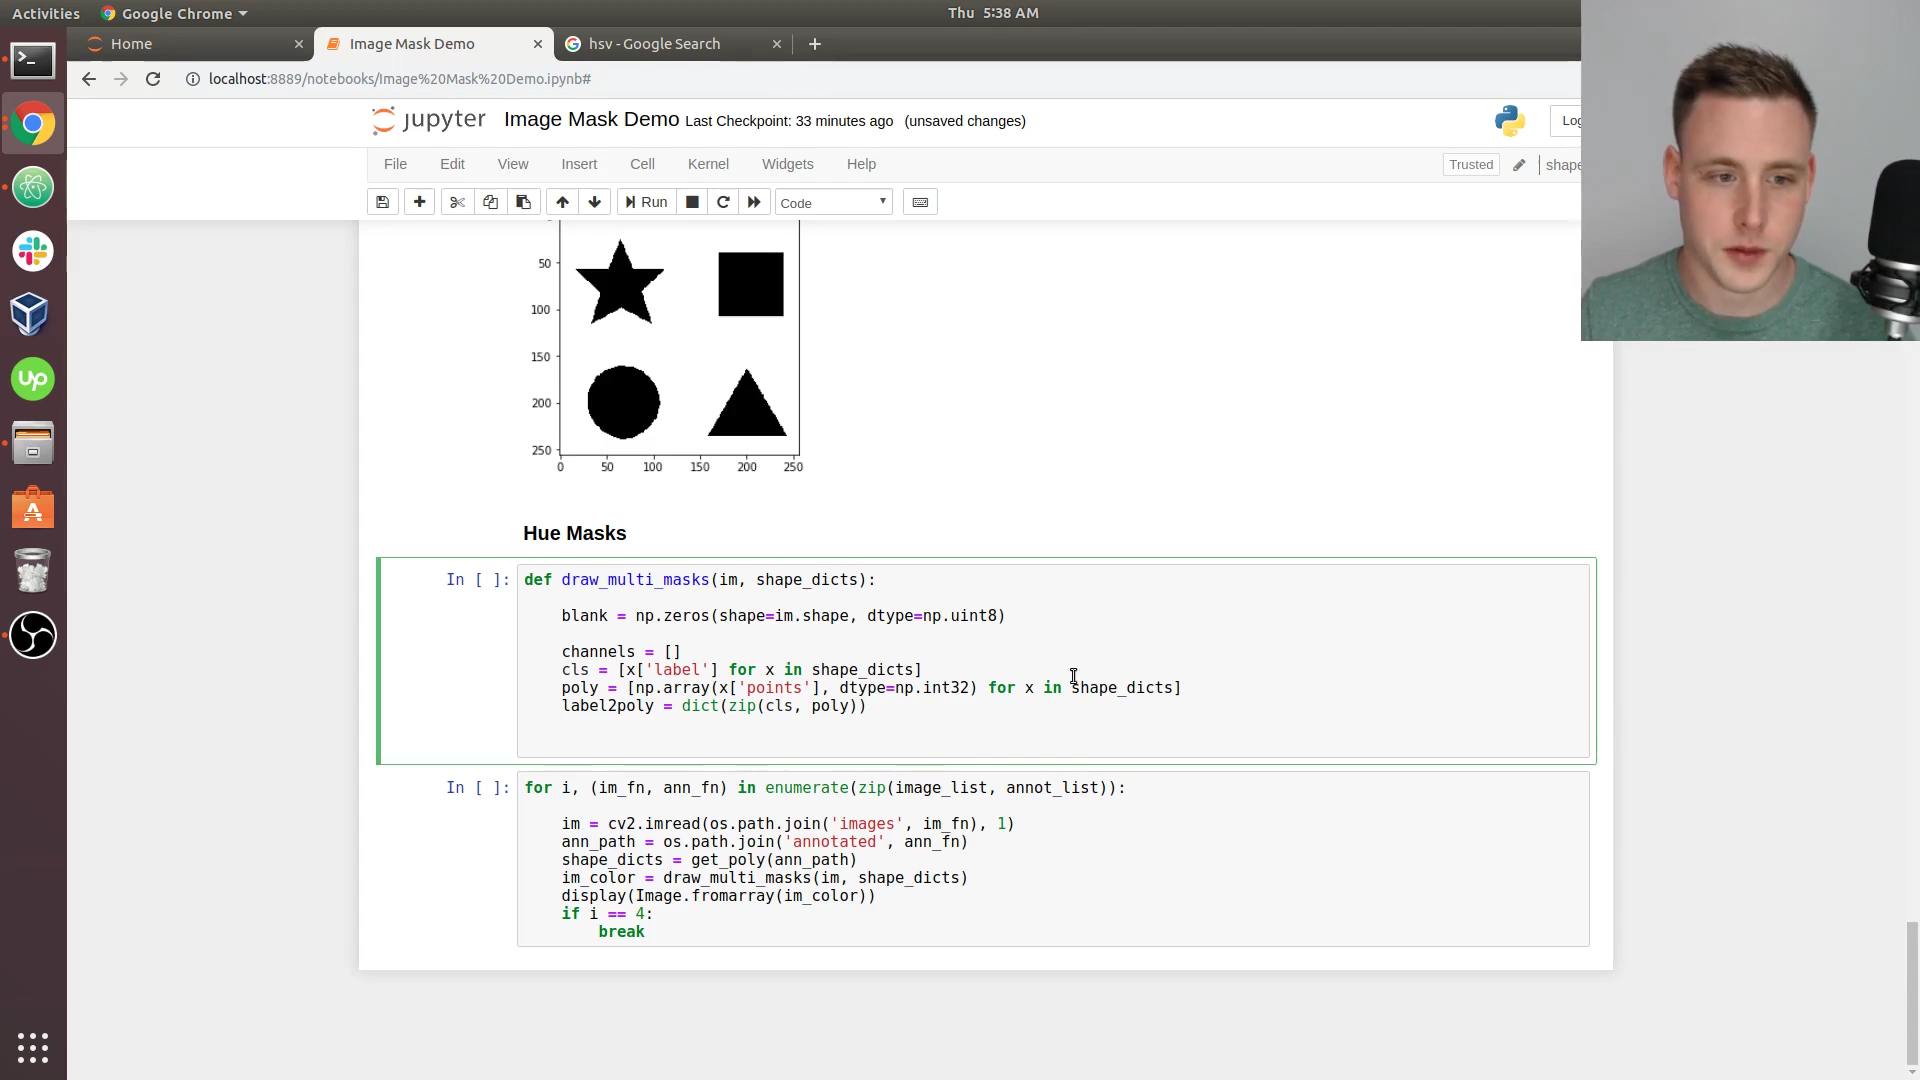 Activities
Google Chrome
Thu 5:38 AM
Home
Image Mask Demo
hsv - Google Search
localhost:8889/notebooks/Image%20Mask%20Demo.ipynb#
jupyter
Image Mask Demo Last Checkpoint: 33 minutes ago (unsaved changes)
Log
File
Edit
View
Insert
Cell
Kernel
Widgets
Help
Trusted
shape
Run
Code
50
100
150
200
250
0 50 100 150 200 250
Hue Masks
In [ ]:
def draw_multi_masks(im, shape_dicts):
blank = np.zeros(shape=im.shape, dtype=np.uint8)
channels = []
cls = [x['label'] for x in shape_dicts]
poly = [np.array(x['points'], dtype=np.int32) for x in shape_dicts]
label2poly = dict(zip(cls, poly))
In [ ]:
for i, (im_fn, ann_fn) in enumerate(zip(image_list, annot_list)):
im = cv2.imread(os.path.join('images', im_fn), 1)
ann_path = os.path.join('annotated', ann_fn)
shape_dicts = get_poly(ann_path)
im_color = draw_multi_masks(im, shape_dicts)
display(Image.fromarray(im_color))
if i == 4:
break
up